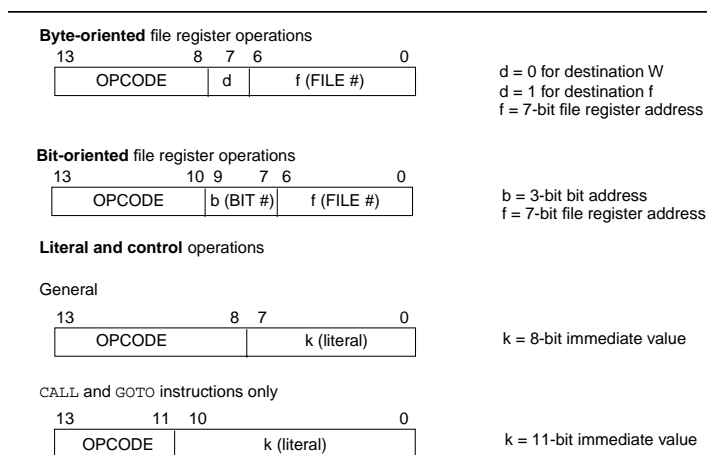 Byte-oriented file register operations
13 8 7 6 0
OPCODE d f (FILE #)
d = 0 for destination W
d = 1 for destination f
f = 7-bit file register address
Bit-oriented file register operations
13 10 9 7 6 0
OPCODE b (BIT #) f (FILE #)
b = 3-bit bit address
f = 7-bit file register address
Literal and control operations
General
13 8 7 0
OPCODE k (literal)
k = 8-bit immediate value
CALL and GOTO instructions only
13 11 10 0
OPCODE k (literal)
k = 11-bit immediate value